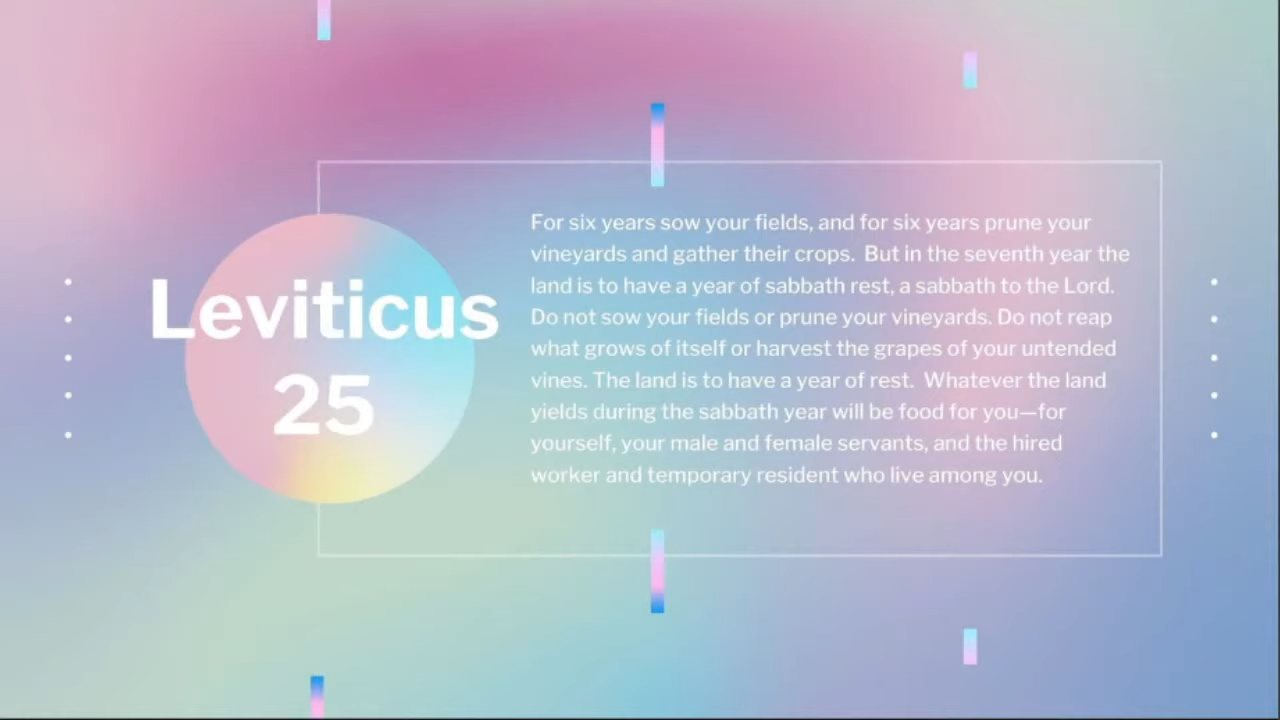 Leviticus
25
For six years sow your fields, and for six years prune your
vineyards and gather their crops.  But in the seventh year the
land is to have a year of sabbath rest, a sabbath to the Lord.
Do not sow your fields or prune your vineyards. Do not reap
what grows of itself or harvest the grapes of your untended
vines. The land is to have a year of rest.  Whatever the land
yields during the sabbath year will be food for you—for
yourself, your male and female servants, and the hired
worker and temporary resident who live among you.